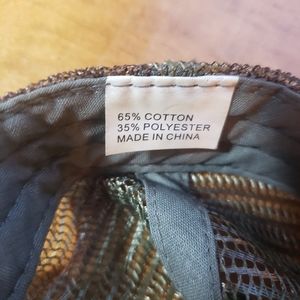 65% COTTON
35% POLYESTER
MADE IN CHINA